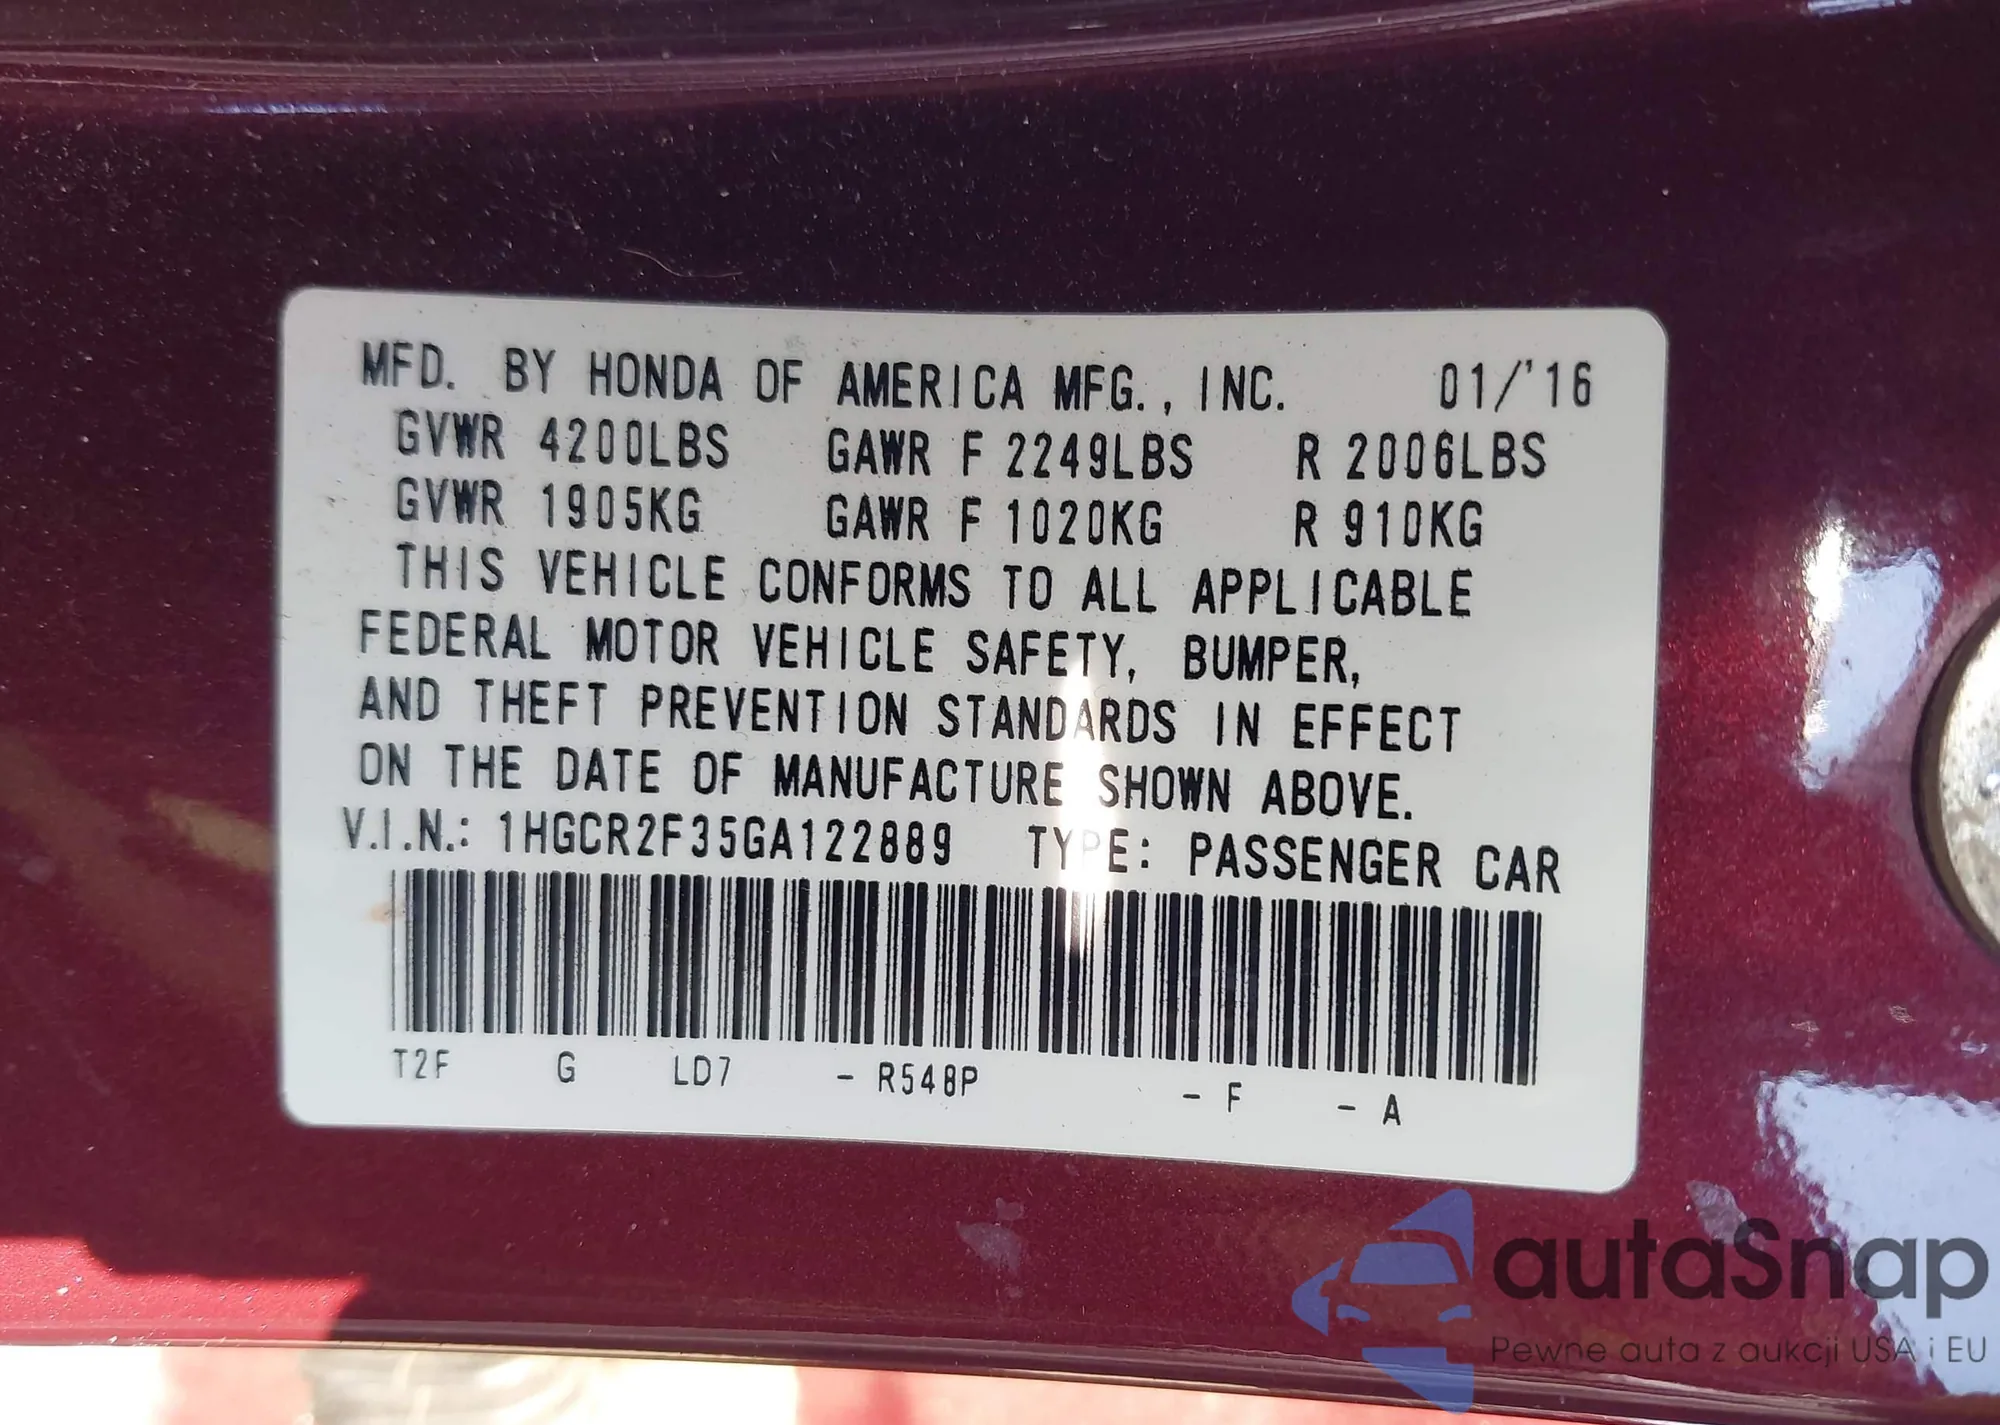 MFD. BY HONDA OF AMERICA MFG., INC. 01/'16
GVWR 4200LBS GAWR F 2249LBS R 2006LBS
GVWR 1905KG GAWR F 1020KG R 910KG
THIS VEHICLE CONFORMS TO ALL APPLICABLE
FEDERAL MOTOR VEHICLE SAFETY, BUMPER,
AND THEFT PREVENTION STANDARDS IN EFFECT
ON THE DATE OF MANUFACTURE SHOWN ABOVE.
V.I.N.: 1HGCR2F35GA122889 TYPE: PASSENGER CAR
T2F G LD7 - R548P - F - A
autaSnap
Pewne auta z aukcji USA i EU